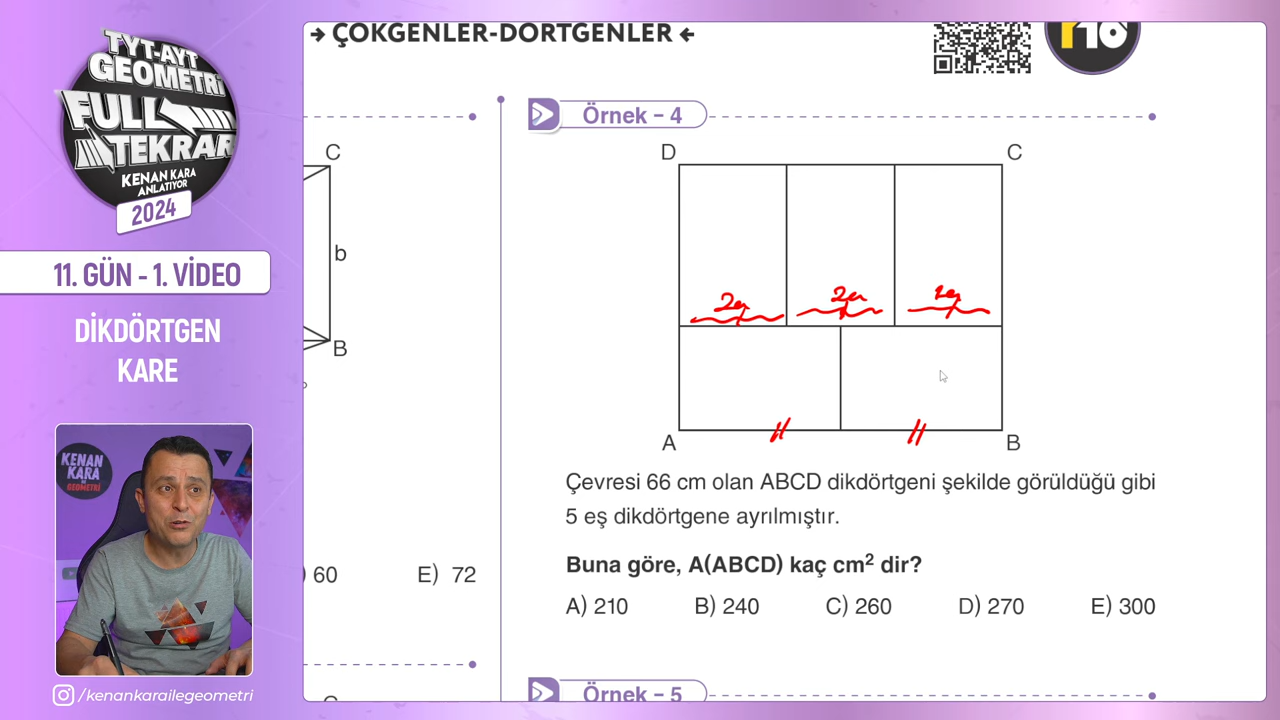 TYT-AYT
GEOMETRİ
FULL
TEKRAR
KENAN KARA
ANLATIYOR
2024
11. GÜN - 1. VİDEO
DİKDÖRTGEN
KARE
KENAN
KARA
GEOMETRİ
/kenankarailegeometri
→ ÇOKGENLER-DÖRTGENLER ←
C
b
B
) 60
E) 72
Örnek – 4
D
C
2a
2a
2a
A
B
Çevresi 66 cm olan ABCD dikdörtgeni şekilde görüldüğü gibi
5 eş dikdörtgene ayrılmıştır.
Buna göre, A(ABCD) kaç cm² dir?
A) 210
B) 240
C) 260
D) 270
E) 300
Örnek – 5